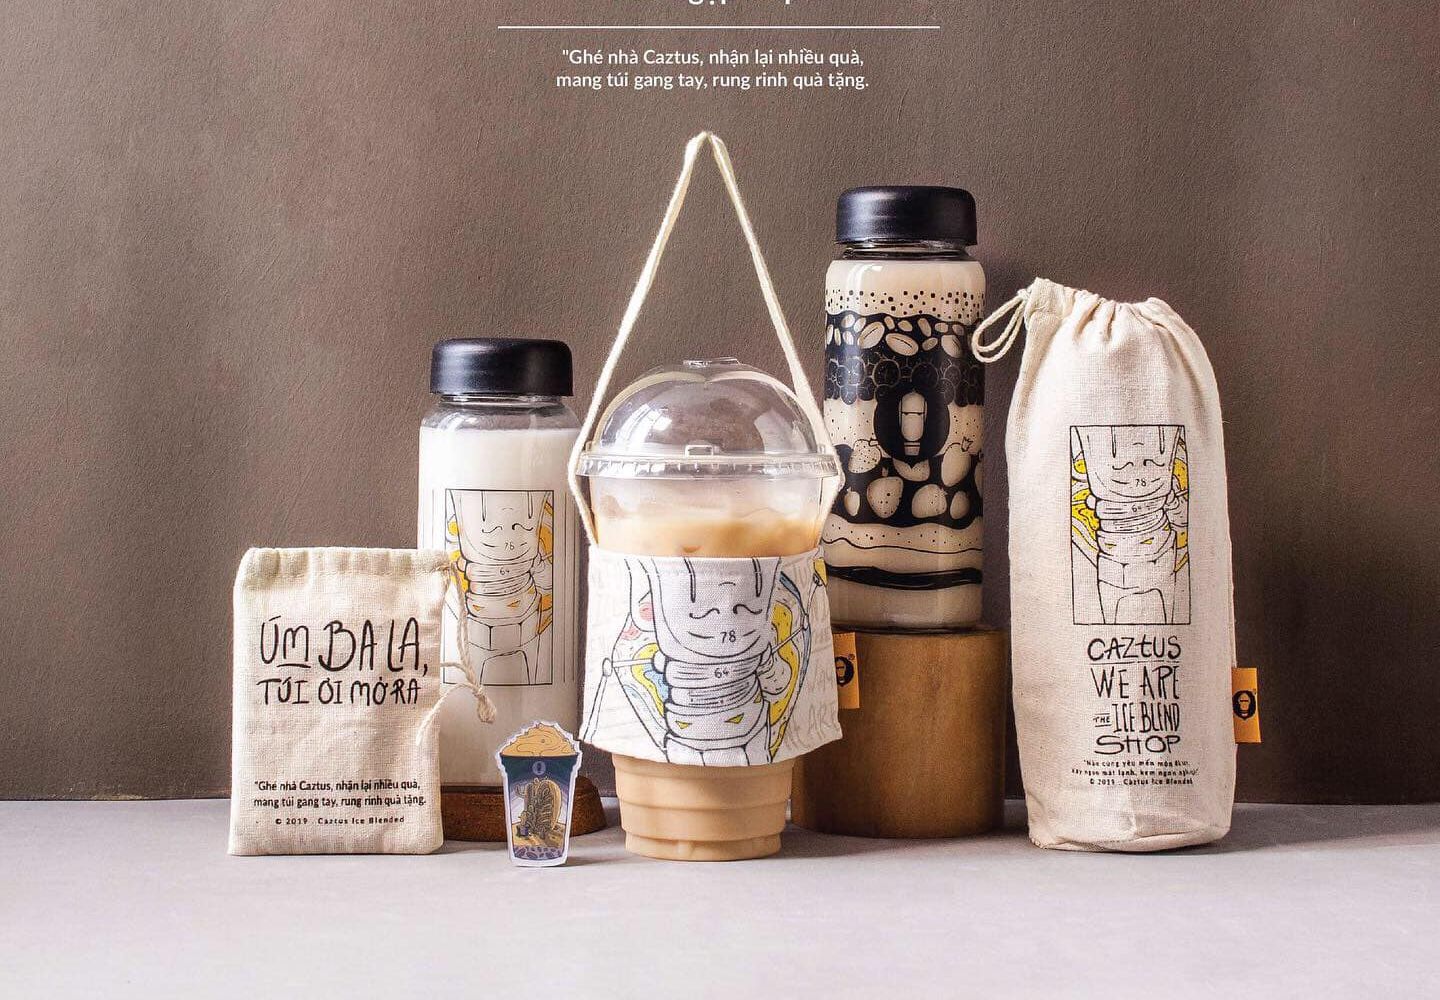 "Ghé nhà Caztus, nhận lại nhiều quà,
mang túi gang tay, rung rinh quà tặng.
ÚM BA LA,
TÚI ƠI MỞ RA
"Ghé nhà Caztus, nhận lại nhiều quà,
mang túi gang tay, rung rinh quà tặng.
© 2019 . Caztus Ice Blended
78
64
78
64
78
64
CAZTUS
WE ARE
THE ICE BLEND
SHOP
© 2019 . Caztus Ice Blended